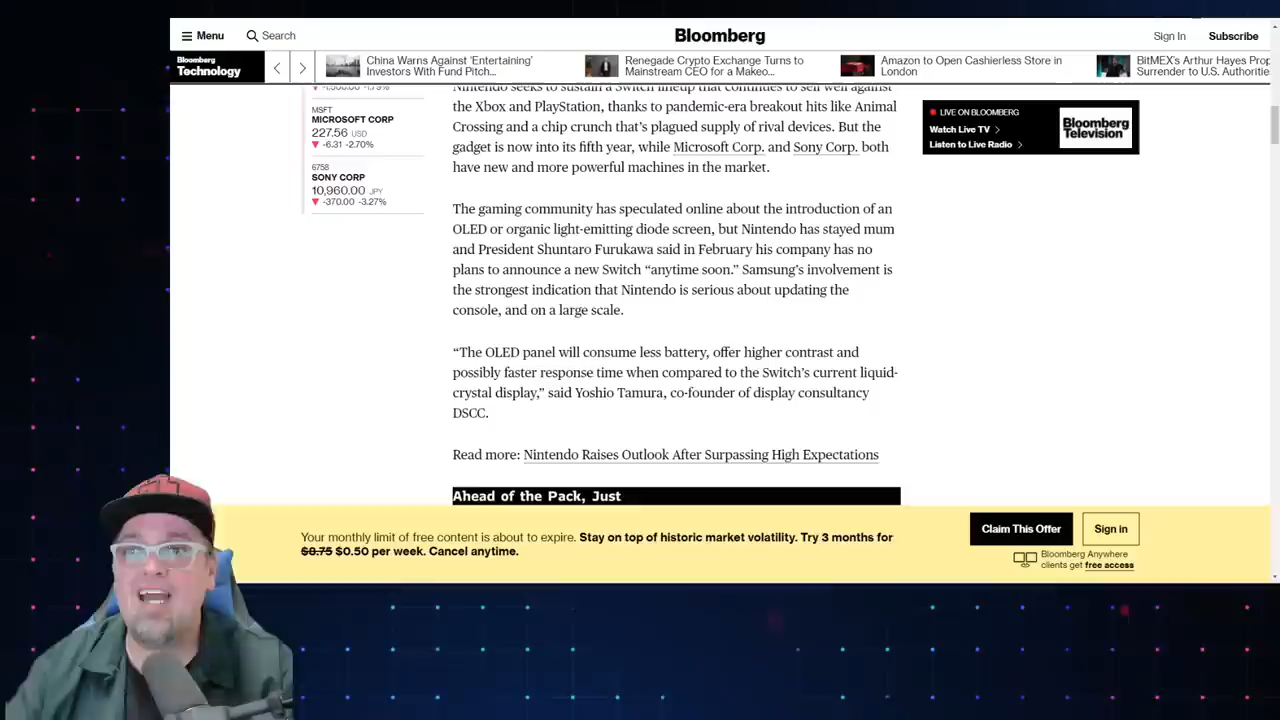 Menu
Search
Bloomberg
Sign In
Subscribe
Bloomberg
Technology
China Warns Against 'Entertaining'
Investors With Fund Pitch...
Renegade Crypto Exchange Turns to
Mainstream CEO for a Makeo...
Amazon to Open Cashierless Store in
London
BitMEX's Arthur Hayes Prop
Surrender to U.S. Authoritie
MSFT
MICROSOFT CORP
227.56 USD
-6.31 -2.70%
6758
SONY CORP
10,960.00 JPY
-370.00 -3.27%
Nintendo seeks to sustain a Switch lineup that continues to sell well against
the Xbox and PlayStation, thanks to pandemic-era breakout hits like Animal
Crossing and a chip crunch that's plagued supply of rival devices. But the
gadget is now into its fifth year, while Microsoft Corp. and Sony Corp. both
have new and more powerful machines in the market.
The gaming community has speculated online about the introduction of an
OLED or organic light-emitting diode screen, but Nintendo has stayed mum
and President Shuntaro Furukawa said in February his company has no
plans to announce a new Switch “anytime soon.” Samsung's involvement is
the strongest indication that Nintendo is serious about updating the
console, and on a large scale.
“The OLED panel will consume less battery, offer higher contrast and
possibly faster response time when compared to the Switch's current liquid-
crystal display,” said Yoshio Tamura, co-founder of display consultancy
DSCC.
Read more: Nintendo Raises Outlook After Surpassing High Expectations
Ahead of the Pack, Just
LIVE ON BLOOMBERG
Watch Live TV
Listen to Live Radio
Bloomberg
Television
Your monthly limit of free content is about to expire. Stay on top of historic market volatility. Try 3 months for
$8.75 $0.50 per week. Cancel anytime.
Claim This Offer
Sign in
Bloomberg Anywhere
clients get free access